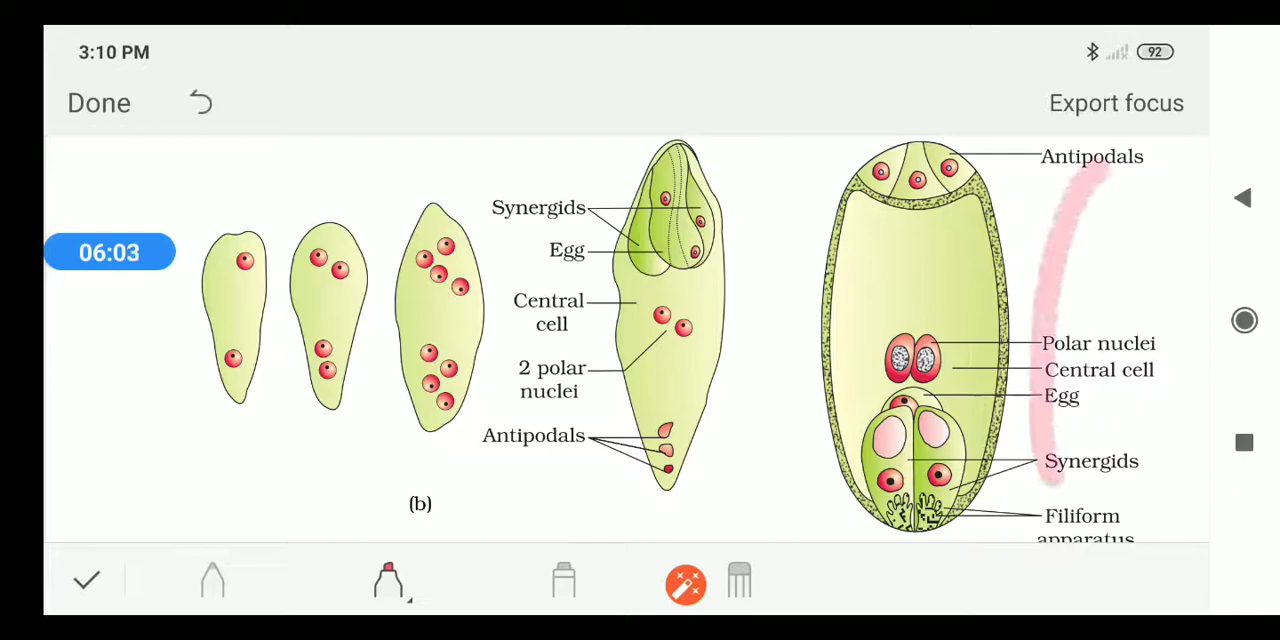 3:10 PM
92
Done
Export focus
06:03
Synergids
Egg
Central
cell
2 polar
nuclei
Antipodals
(b)
Antipodals
Polar nuclei
Central cell
Egg
Synergids
Filiform
apparatus